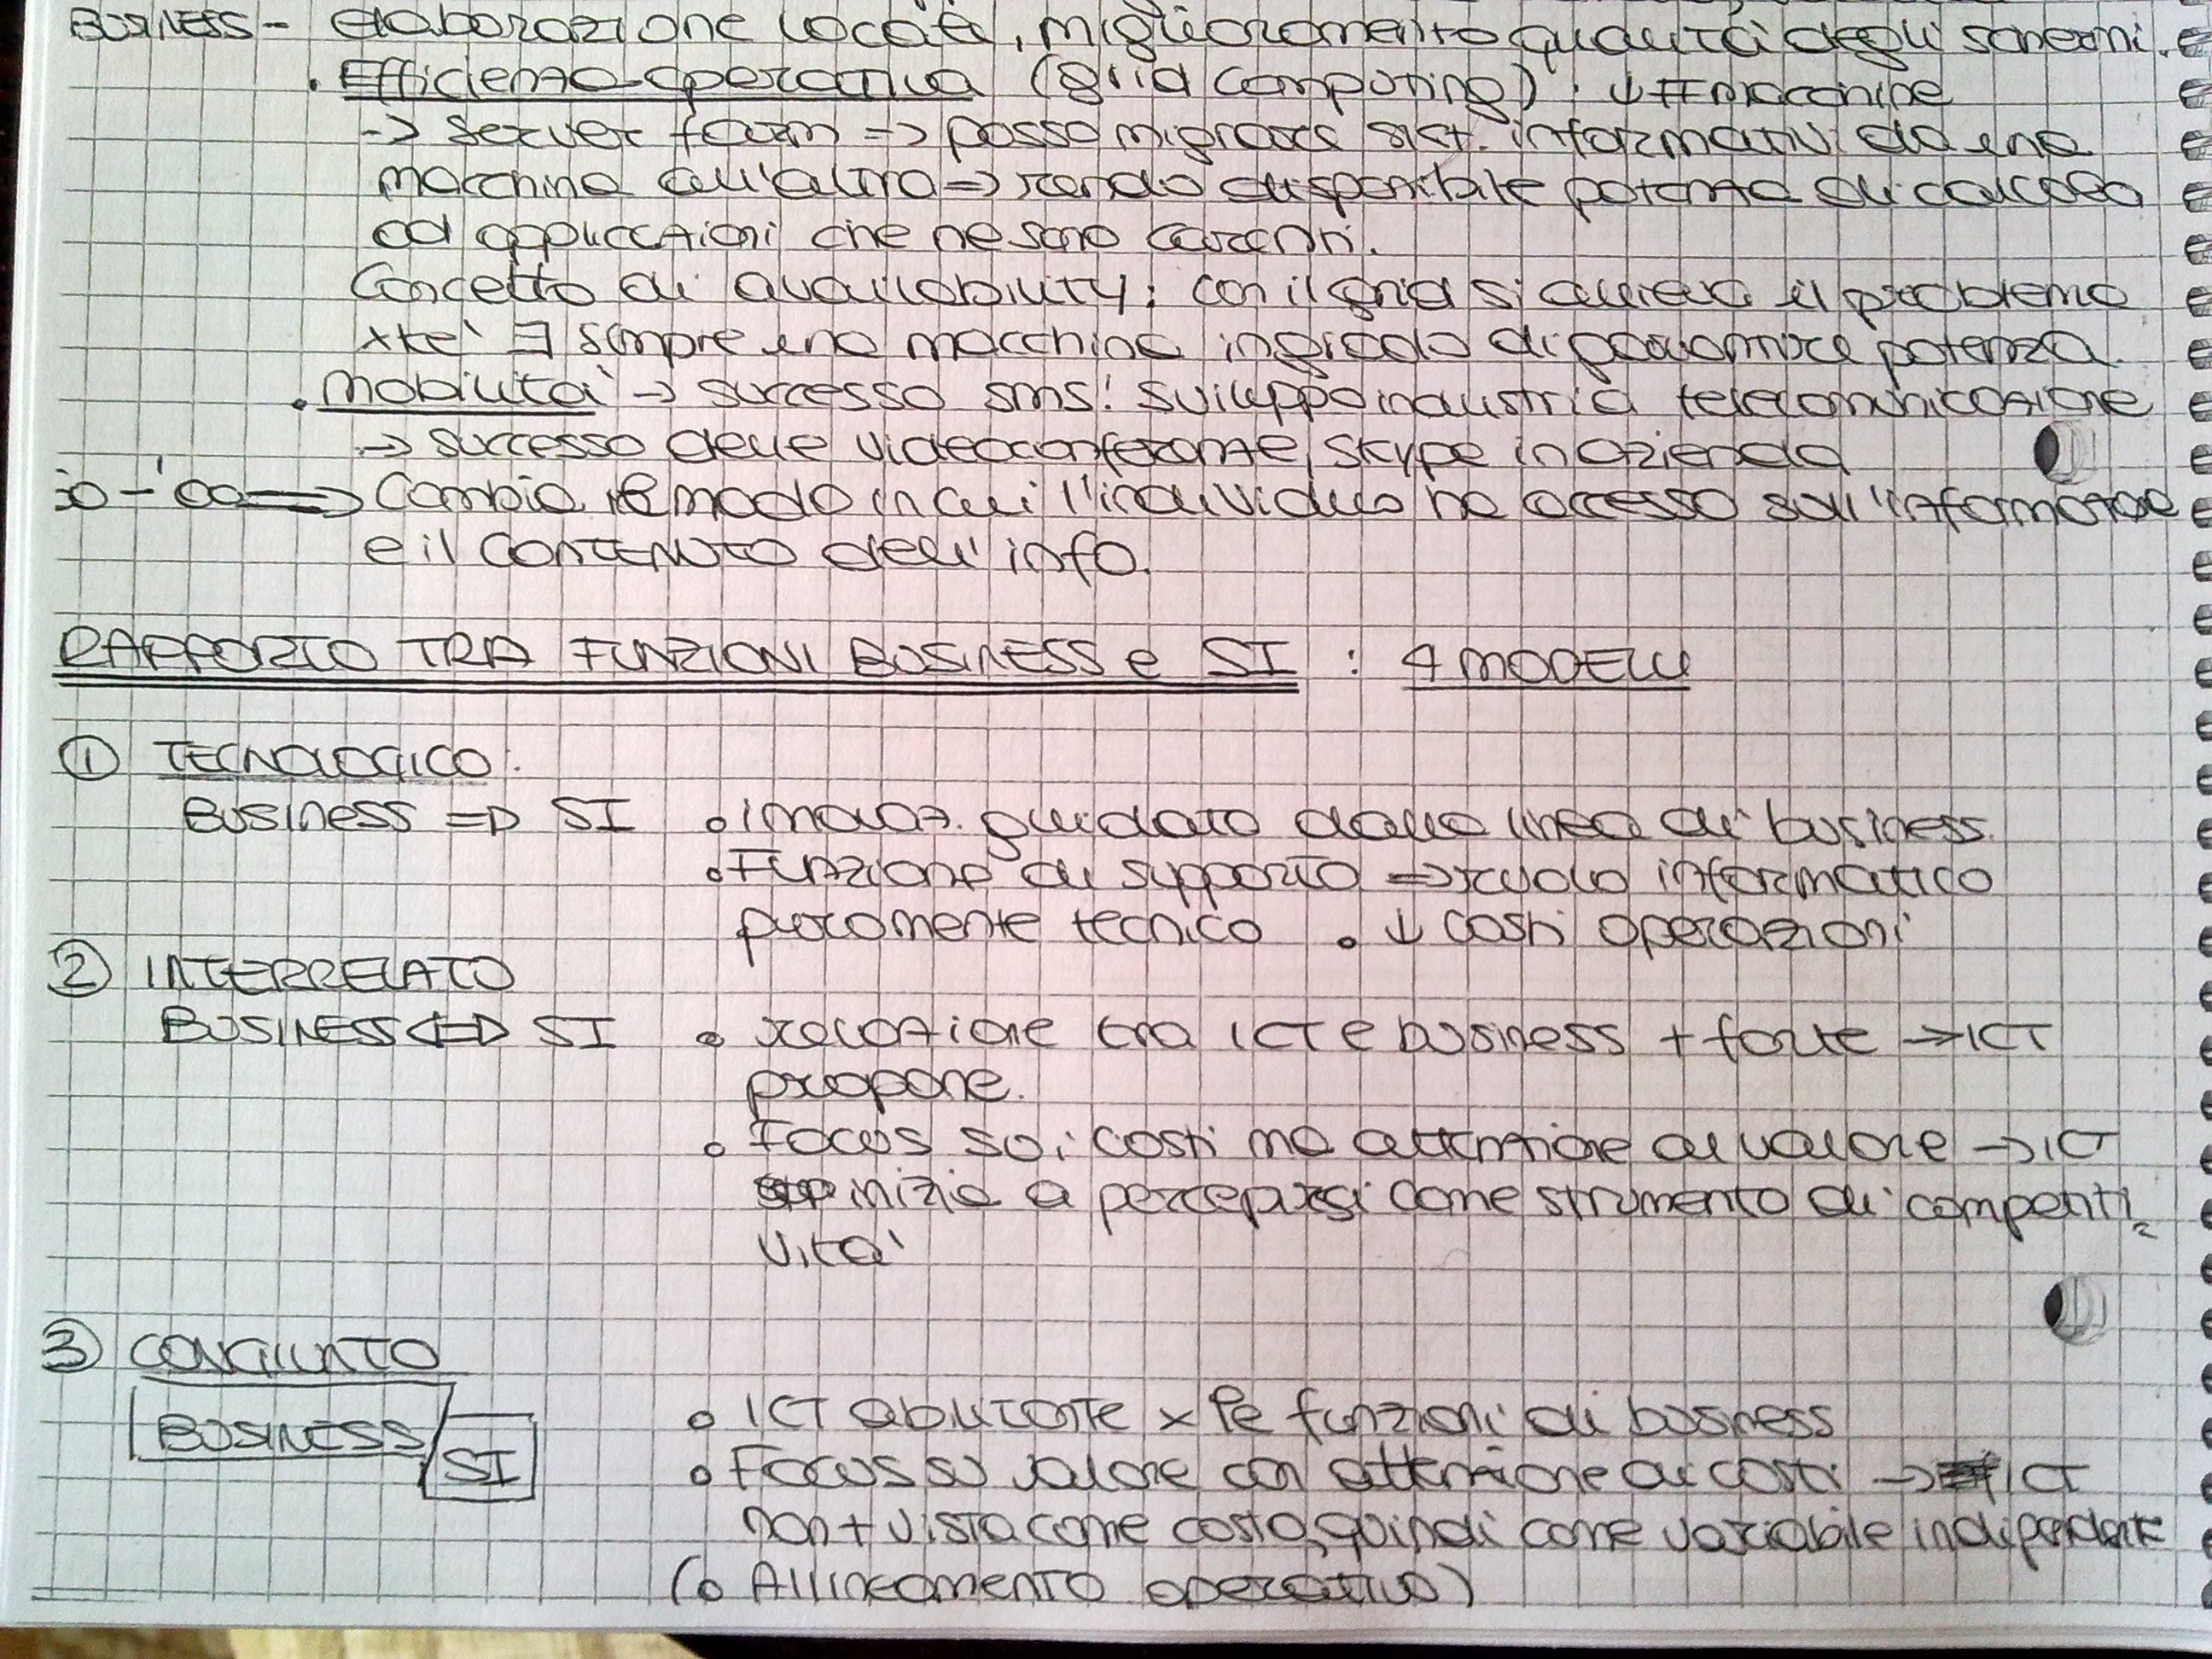 BUSINESS - elaborazione locale, miglioramento qualità degli schermi.
. Efficienza operativa (grid computing): ↓ # macchine
-> server farm => posso migrare sist. informativi da una
macchina all'altra => rendo disponibile potenza di calcolo
ad applicazioni che ne sono carenti.
Concetto di availability: con il grid si allieva il problema
xke' ∃ sempre una macchina in grado di garantire potenza.
. Mobilità -> successo sms! sviluppo industria telecomunicazione
-> successo delle videoconferenze, skype in azienda
=> Cambia il modo in cui l'individuo ha accesso sull'informazione
e il CONTENUTO dell'info.
RAPPORTO TRA FUNZIONI BUSINESS e SI : 4 MODELLI
① TECNOLOGICO:
BUSINESS => SI • innovaz. guidato dalla linea di business.
• Funzione di supporto => ruolo informatico
puramente tecnico • ↓ costi operazioni
② INTERRELATO
BUSINESS <=> SI • relazione tra ICT e business + forte -> ICT
propone.
• Focus sui costi ma attenzione al valore -> ICT
inizia a percepirsi come strumento di competiti=
vità
③ CONGIUNTO
BUSINESS / SI • ICT abilitante x le funzioni di business
• Focus su valore con attenzione ai costi -> ICT
non + vista come costo, quindi come variabile indipendente
(• Allineamento operativo)